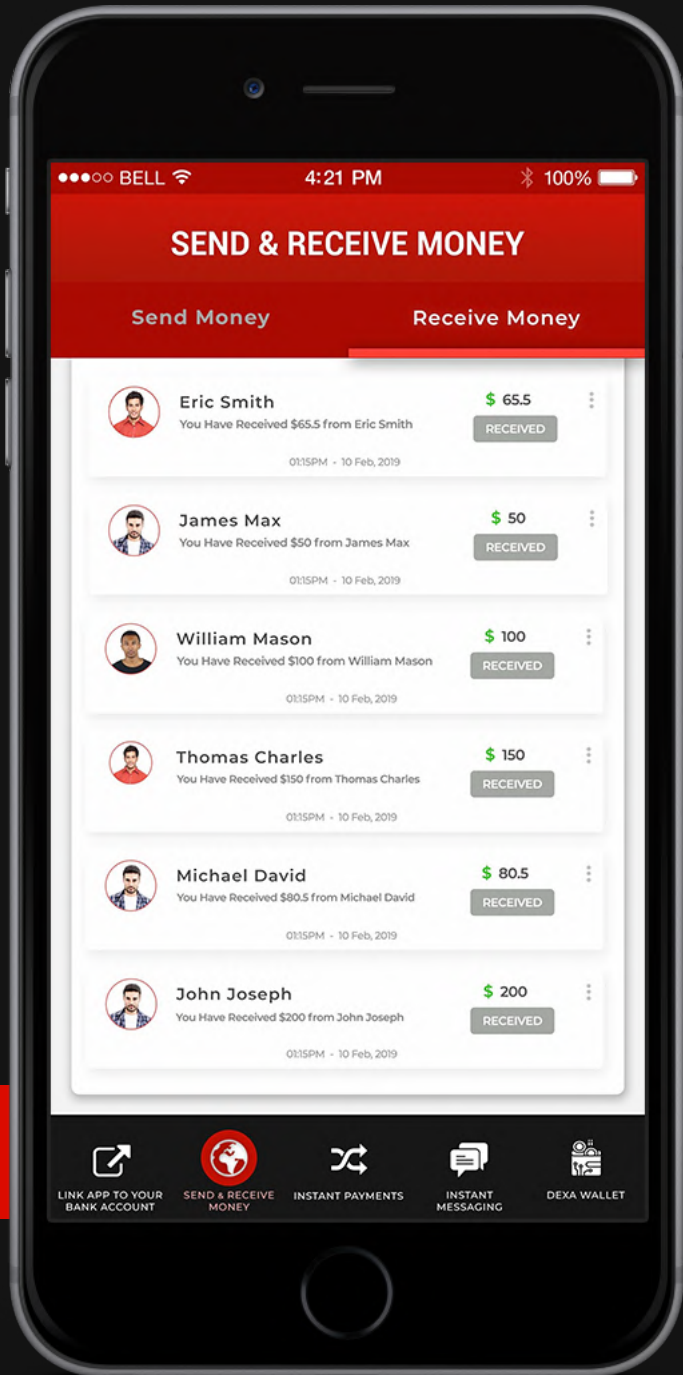 BELL 4:21 PM 100%
SEND & RECEIVE MONEY
Send Money Receive Money
Eric Smith $ 65.5
You Have Received $65.5 from Eric Smith RECEIVED
01:15PM - 10 Feb, 2019
James Max $ 50
You Have Received $50 from James Max RECEIVED
01:15PM - 10 Feb, 2019
William Mason $ 100
You Have Received $100 from William Mason RECEIVED
01:15PM - 10 Feb, 2019
Thomas Charles $ 150
You Have Received $150 from Thomas Charles RECEIVED
01:15PM - 10 Feb, 2019
Michael David $ 80.5
You Have Received $80.5 from Michael David RECEIVED
01:15PM - 10 Feb, 2019
John Joseph $ 200
You Have Received $200 from John Joseph RECEIVED
01:15PM - 10 Feb, 2019
LINK APP TO YOUR
BANK ACCOUNT
SEND & RECEIVE
MONEY
INSTANT PAYMENTS
INSTANT
MESSAGING
DEXA WALLET